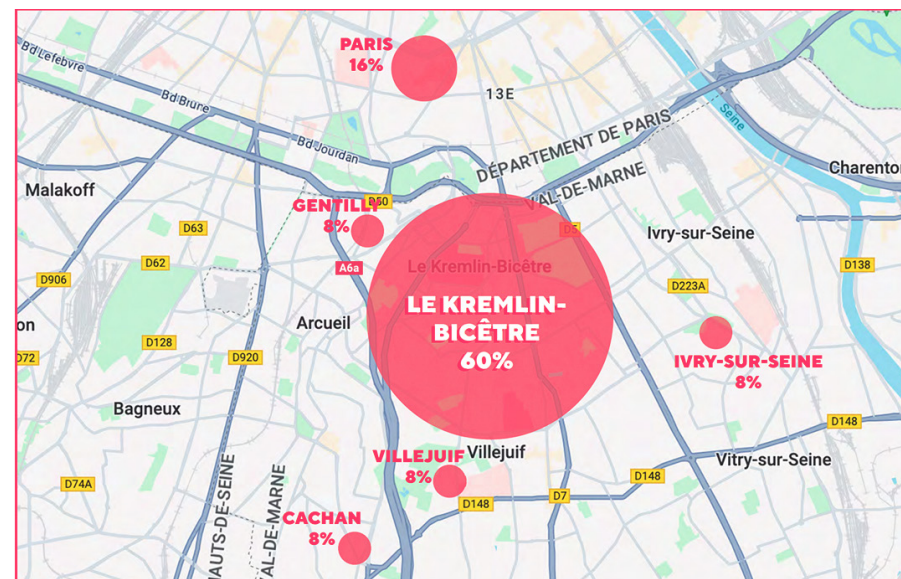 PARIS
16%
Bd Lefebvre
Bd Brune
Bd Jourdan
13E
DÉPARTEMENT DE PARIS
VAL-DE-MARNE
Seine
Charento
Malakoff
GENTILLY
8%
D50
D63
D5
Ivry-sur-Seine
D62
A6a
Le Kremlin-Bicêtre
D138
D906
D223A
LE KREMLIN-
BICÊTRE
60%
on
Arcueil
D128
D72
D920
IVRY-SUR-SEINE
8%
Bagneux
D148
VILLEJUIF
8%
Villejuif
Vitry-sur-Seine
D74A
D148
D148
D7
HAUTS-DE-SEINE
VAL-DE-MARNE
CACHAN
8%